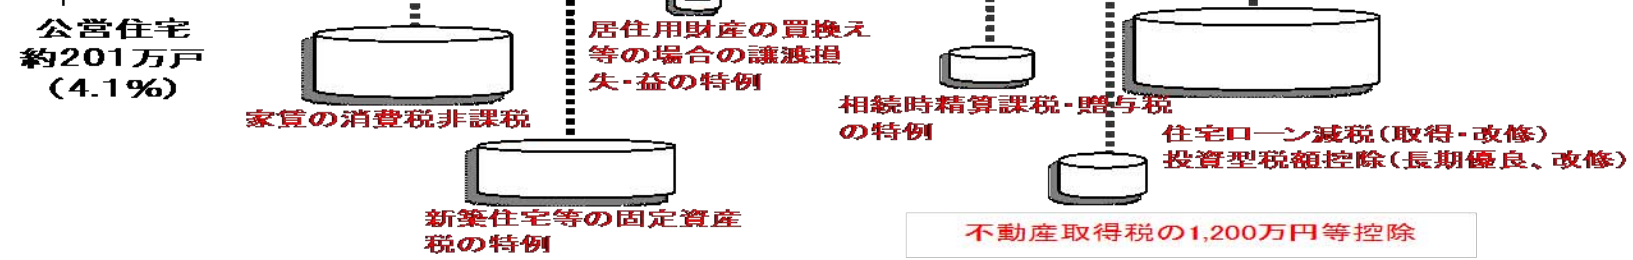 公営住宅
約201万戸
(4.1%)
家賃の消費税非課税
居住用財産の買換え
等の場合の譲渡損
失・益の特例
新築住宅等の固定資産
税の特例
相続時精算課税・贈与税
の特例
住宅ローン減税(取得・改修)
投資型税額控除(長期優良、改修)
不動産取得税の1,200万円等控除